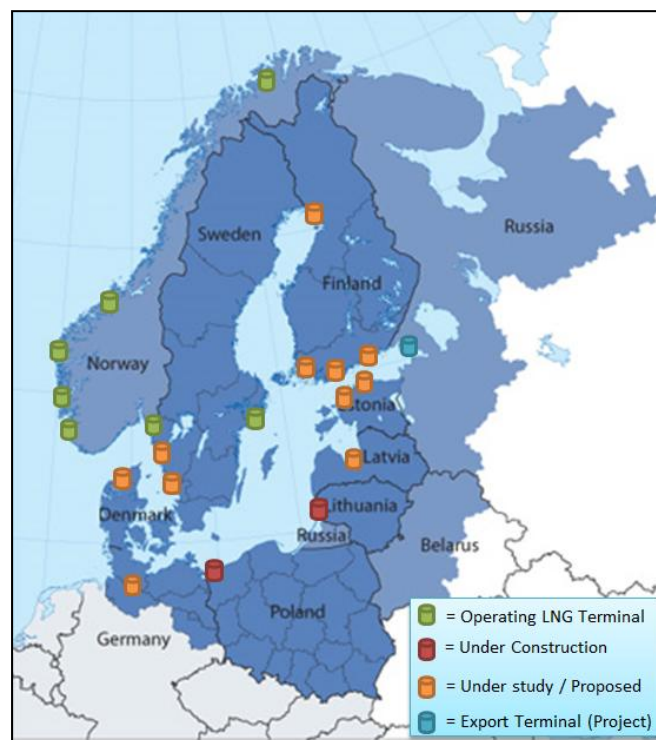 Sweden
Finland
Russia
Norway
Estonia
Latvia
Denmark
Lithuania
Russia
Belarus
Poland
Germany
= Operating LNG Terminal
= Under Construction
= Under study / Proposed
= Export Terminal (Project)